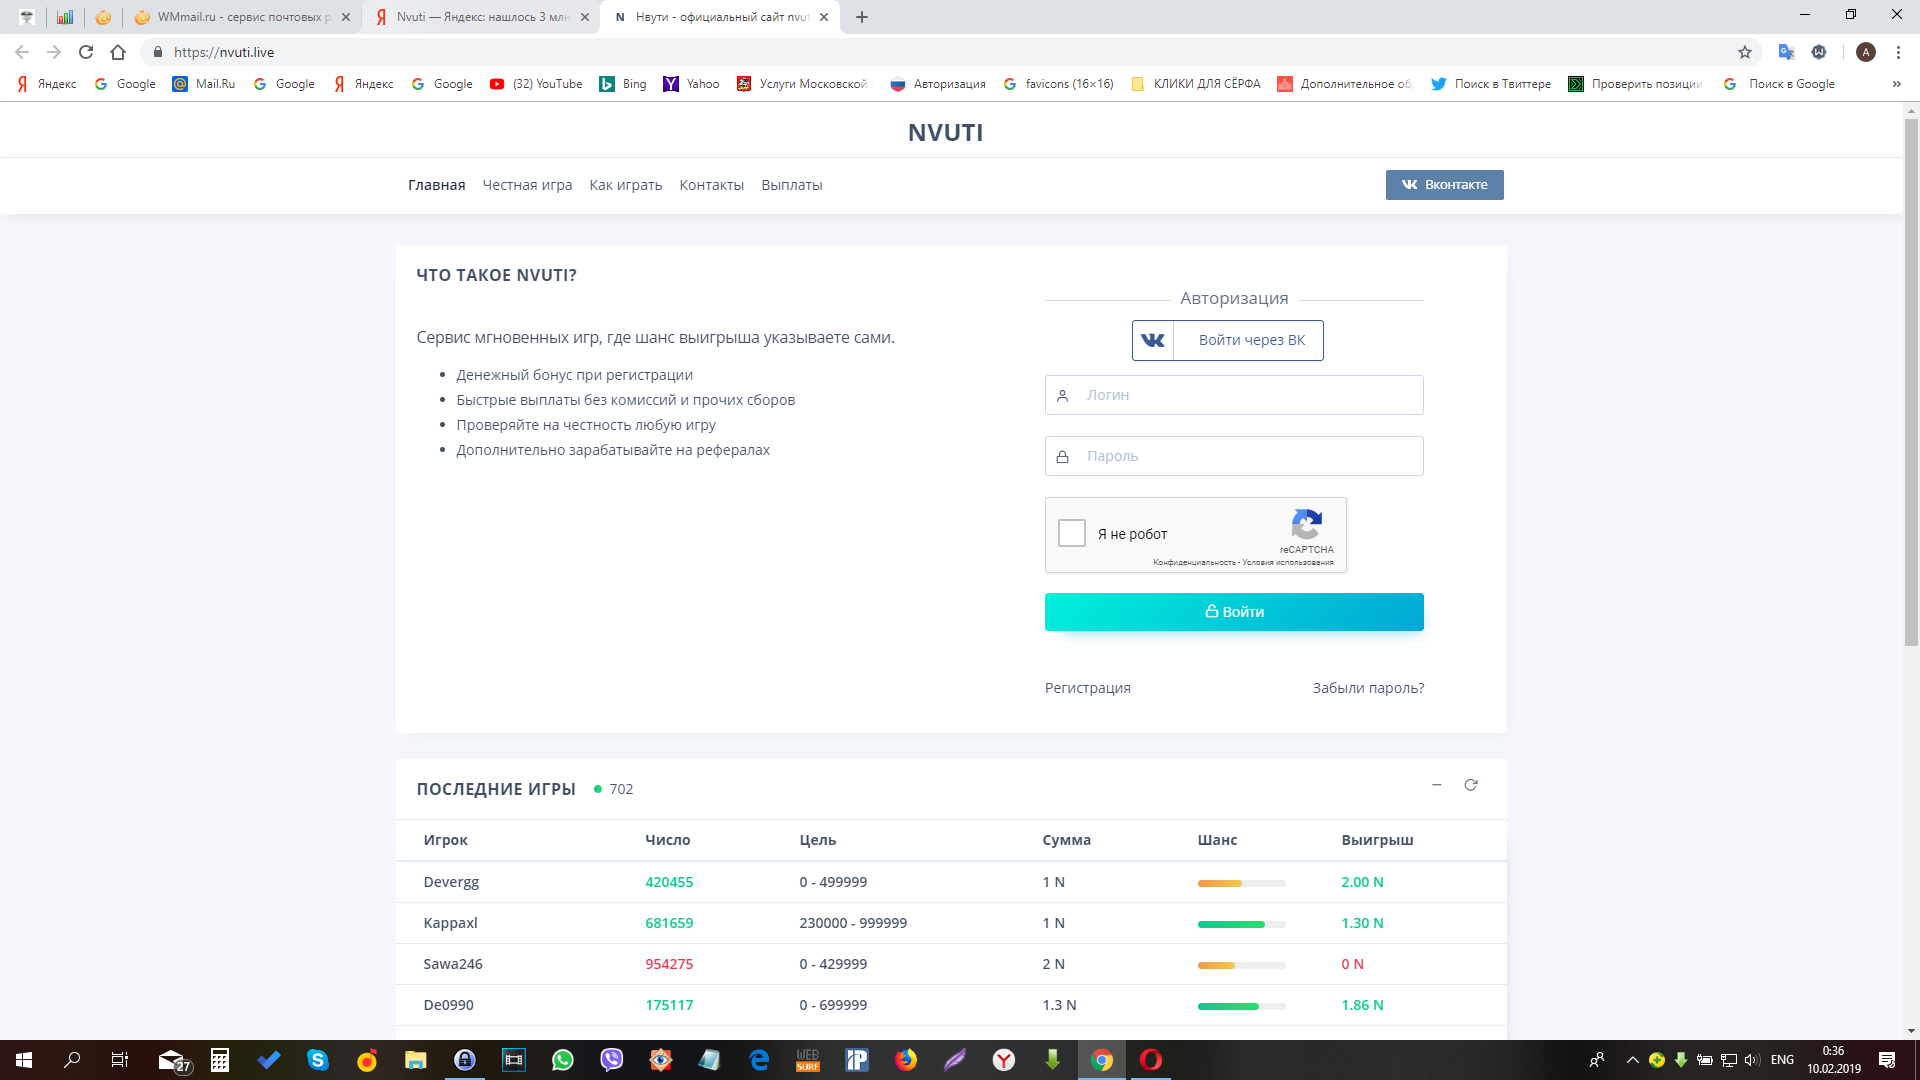 WMmail.ru - сервис почтовых р
Nvuti — Яндекс: нашлось 3 млн
Нвути - официальный сайт nvut
https://nvuti.live
Яндекс
Google
Mail.Ru
Google
Яндекс
Google
(32) YouTube
Bing
Yahoo
Услуги Московской
Авторизация
favicons (16×16)
КЛИКИ ДЛЯ СЁРФА
Дополнительное об
Поиск в Твиттере
Проверить позиции
Поиск в Google
NVUTI
Главная Честная игра Как играть Контакты Выплаты
Вконтакте
ЧТО ТАКОЕ NVUTI?
Сервис мгновенных игр, где шанс выигрыша указываете сами.
Денежный бонус при регистрации
Быстрые выплаты без комиссий и прочих сборов
Проверяйте на честность любую игру
Дополнительно зарабатывайте на рефералах
Авторизация
Войти через ВК
Логин
Пароль
Я не робот
reCAPTCHA
Конфиденциальность - Условия использования
Войти
Регистрация
Забыли пароль?
ПОСЛЕДНИЕ ИГРЫ 702
Игрок Число Цель Сумма Шанс Выигрыш
Devergg 420455 0 - 499999 1 N 2.00 N
Kappaxl 681659 230000 - 999999 1 N 1.30 N
Sawa246 954275 0 - 429999 2 N 0 N
De0990 175117 0 - 699999 1.3 N 1.86 N
27
WEB
SURF
IP
ENG
0:36
10.02.2019